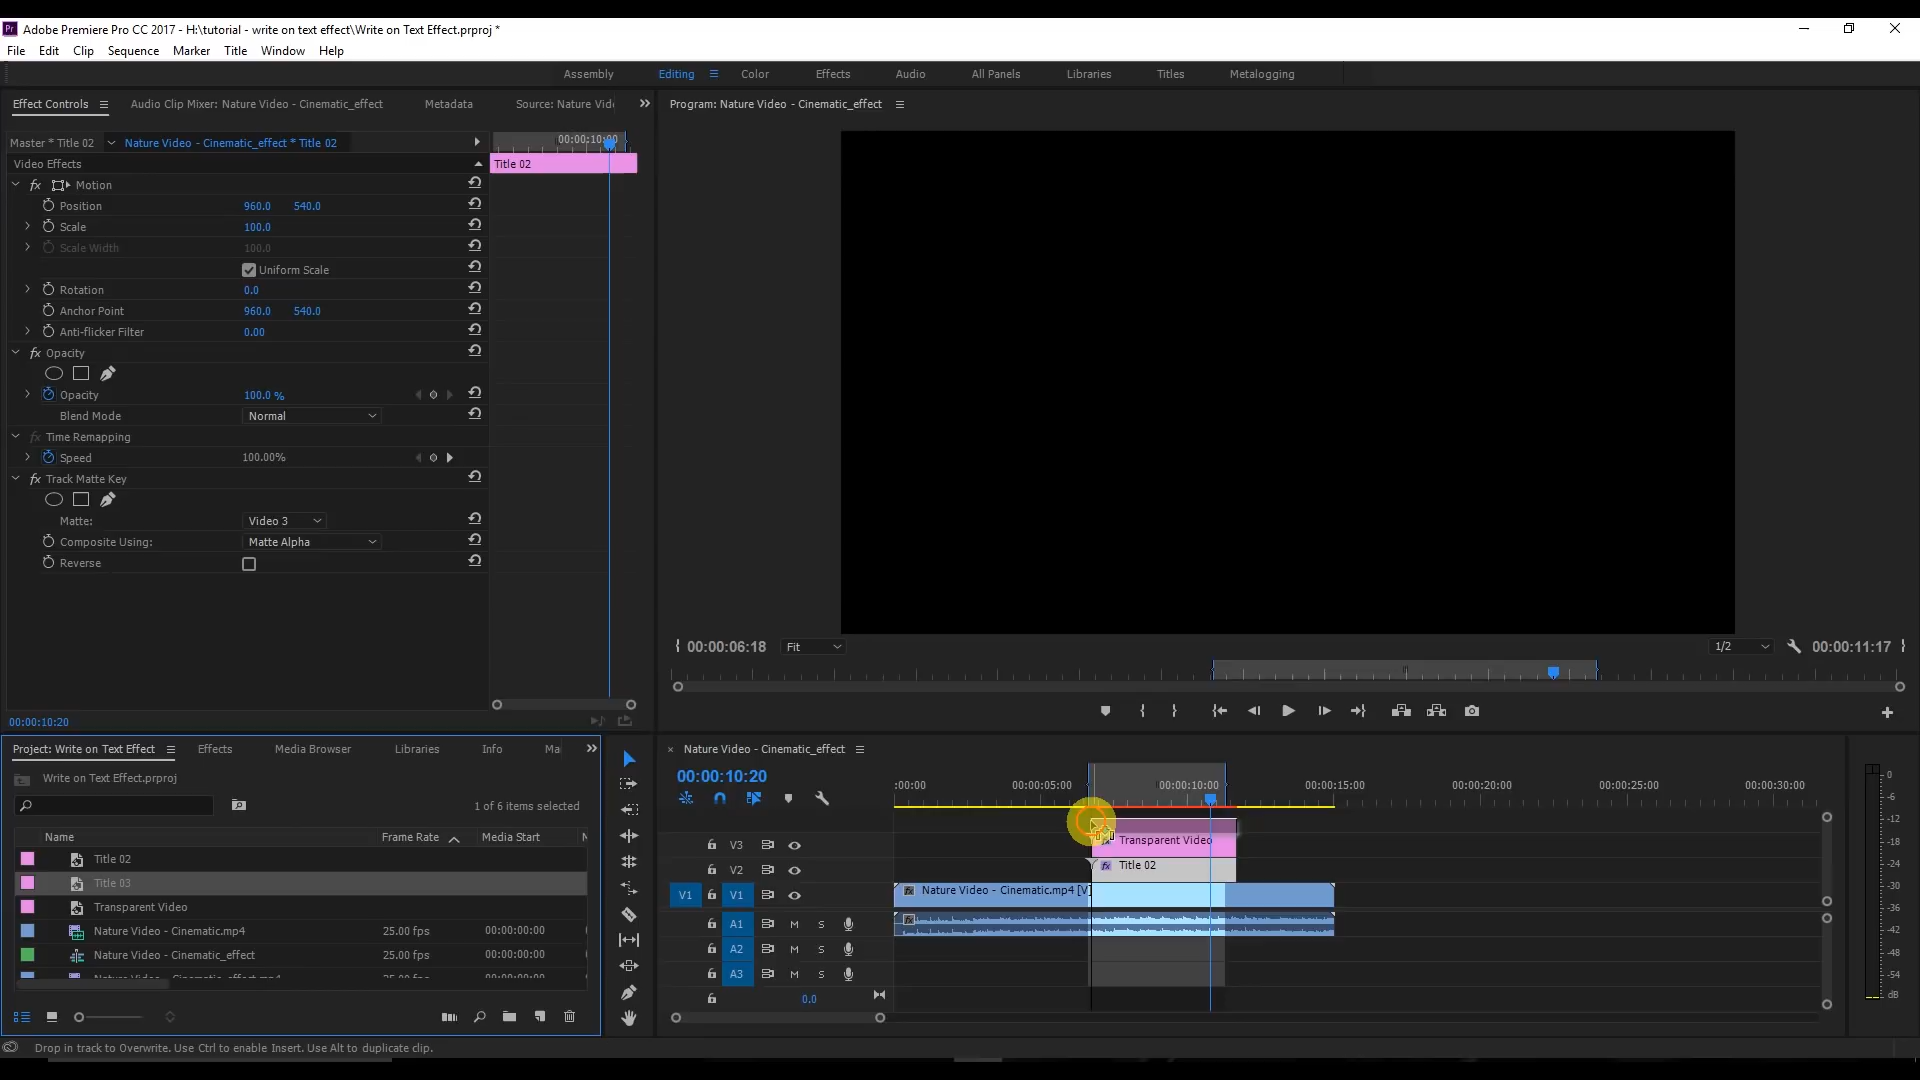 Adobe Premiere Pro CC 2017 - H:\tutorial - write on text effect\Write on Text Effect.prproj *
File Edit Clip Sequence Marker Title Window Help
Assembly Editing Color Effects Audio All Panels Libraries Titles Metalogging
Effect Controls Audio Clip Mixer: Nature Video - Cinematic_effect Metadata Source: Nature Vid
Program: Nature Video - Cinematic_effect
Master * Title 02 Nature Video - Cinematic_effect * Title 02
00:00:10:00
Video Effects
Title 02
fx Motion
Position 960.0 540.0
Scale 100.0
Scale Width 100.0
Uniform Scale
Rotation 0.0
Anchor Point 960.0 540.0
Anti-flicker Filter 0.00
fx Opacity
Opacity 100.0 %
Blend Mode Normal
fx Time Remapping
Speed 100.00%
fx Track Matte Key
Matte: Video 3
Composite Using: Matte Alpha
Reverse
00:00:10:20
00:00:06:18 Fit 1/2 00:00:11:17
Project: Write on Text Effect Effects Media Browser Libraries Info Ma
Write on Text Effect.prproj
1 of 6 items selected
Name Frame Rate Media Start
Title 02
Title 03
Transparent Video
Nature Video - Cinematic.mp4 25.00 fps 00:00:00:00
Nature Video - Cinematic_effect 25.00 fps 00:00:00:00
Nature Video - Cinematic_effect.mp4 25.00 fps 00:00:00:00
Nature Video - Cinematic_effect
00:00:10:20
:00:00 00:00:05:00 00:00:10:00 00:00:15:00 00:00:20:00 00:00:25:00 00:00:30:00
V3 Transparent Video
V2 fx Title 02
V1 V1 fx Nature Video - Cinematic.mp4 [V]
A1 M S fx
A2 M S
A3 M S
0.0
0
-6
-12
-18
-24
-30
-36
-42
-48
-54
dB
Drop in track to Overwrite. Use Ctrl to enable Insert. Use Alt to duplicate clip.